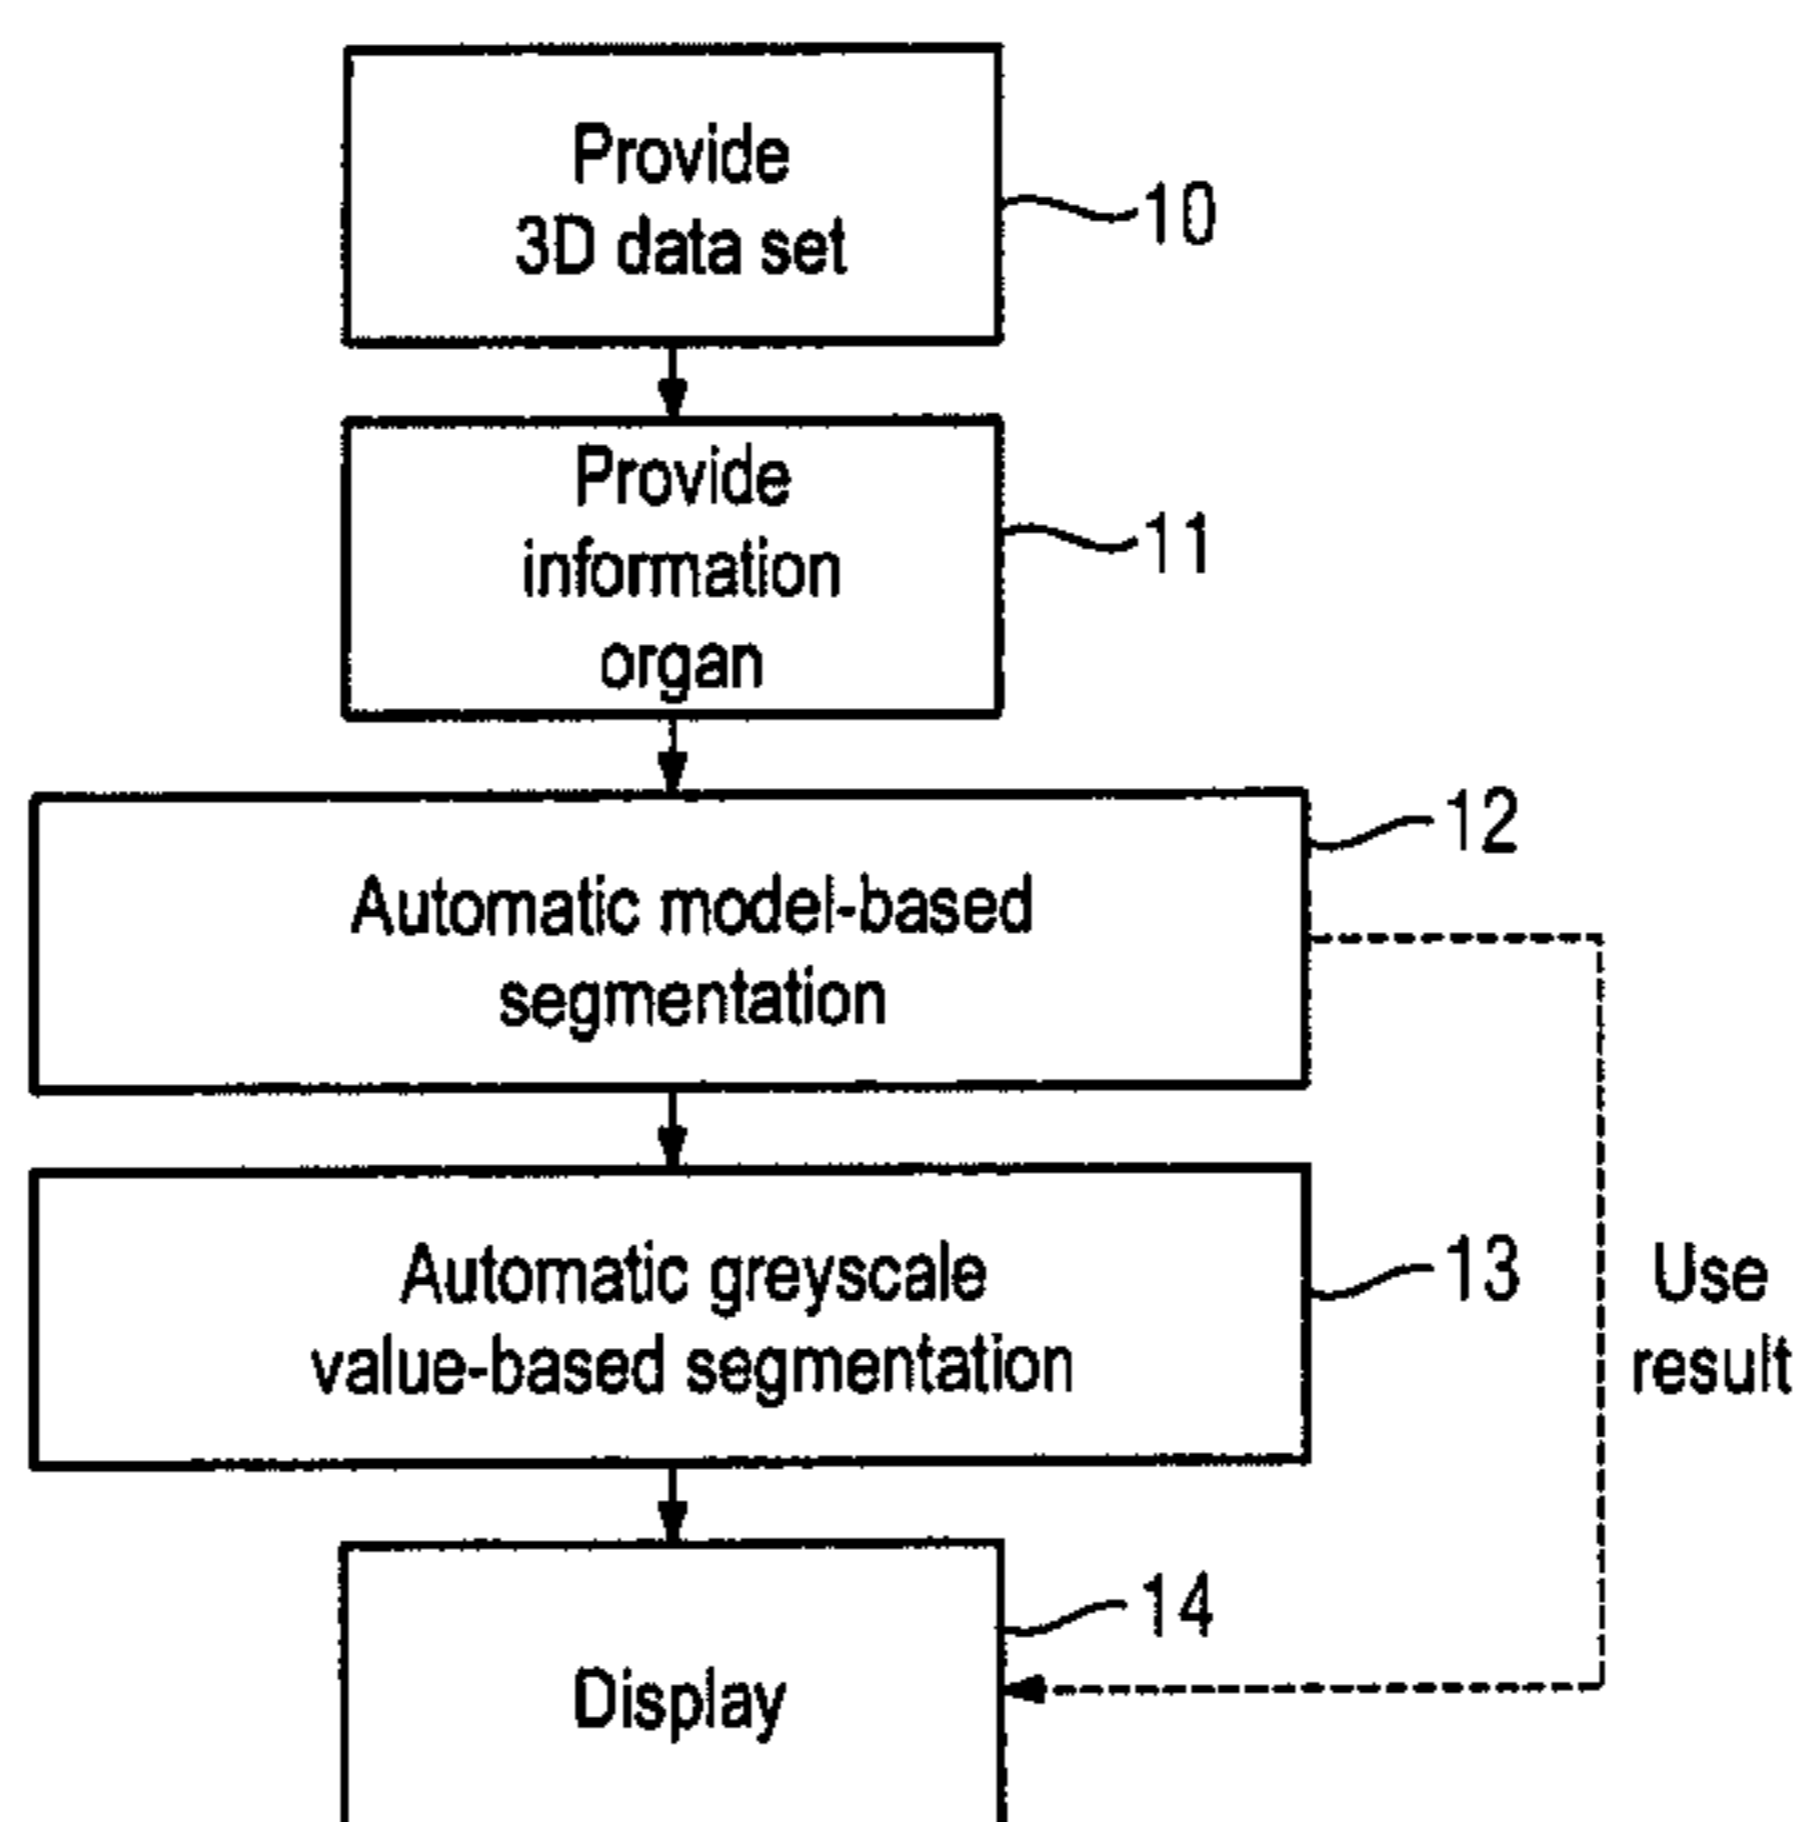 Provide
3D data set
10
Provide
information
organ
11
Automatic model-based
segmentation
12
Automatic greyscale
value-based segmentation
13
Use
result
Display
14